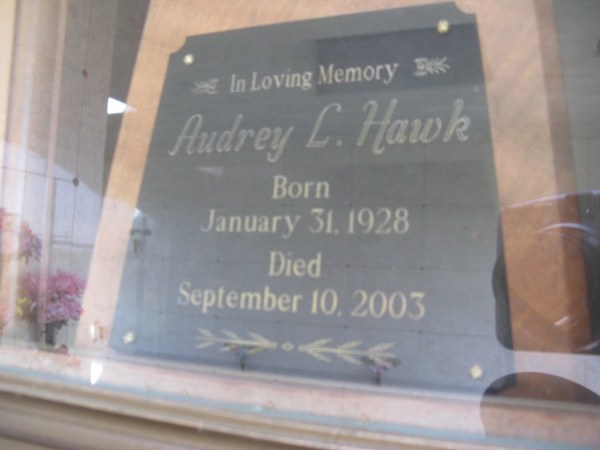 In Loving Memory
Audrey L. Hawk
Born
January 31, 1928
Died
September 10, 2003